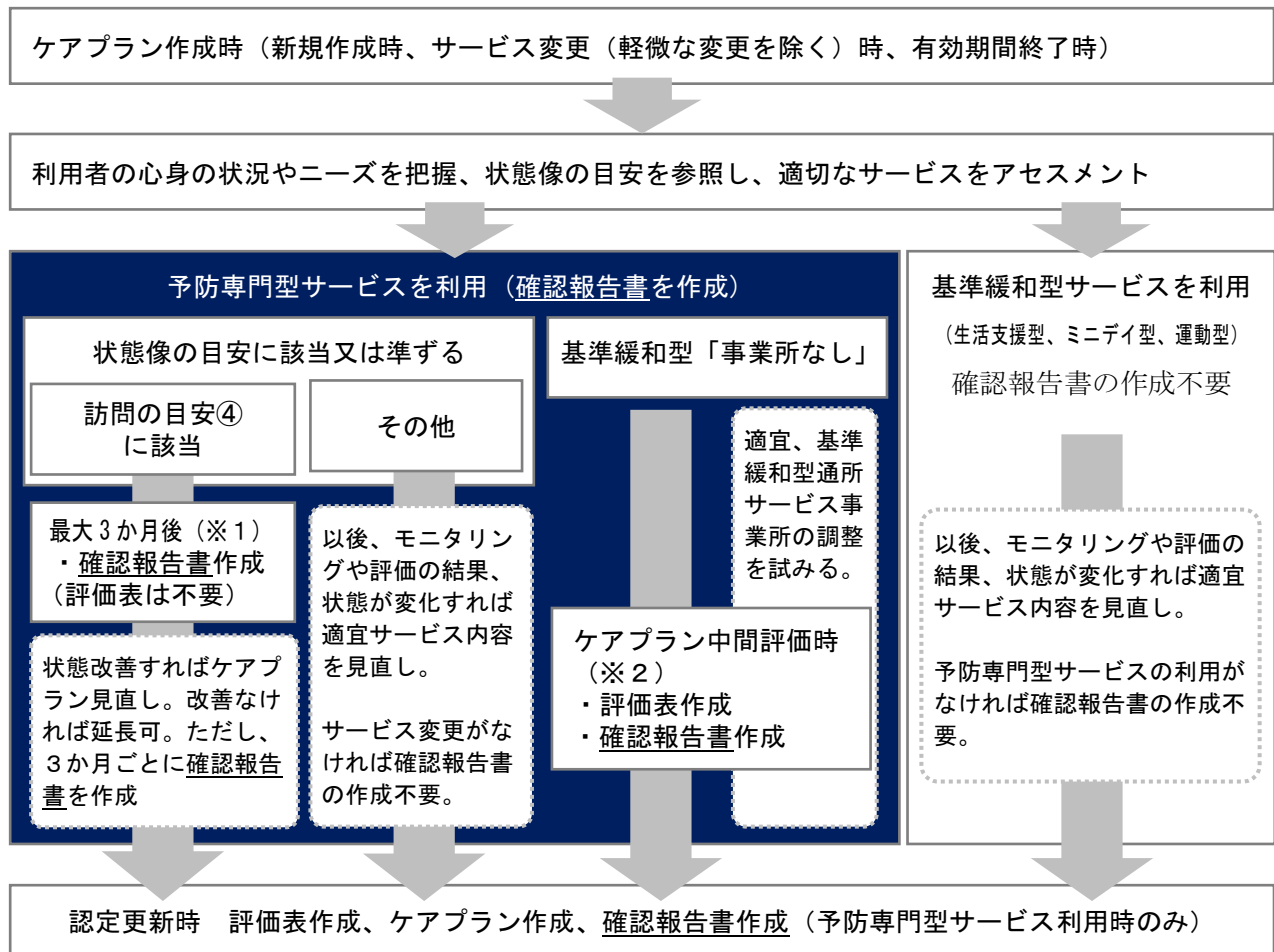 ケアプラン作成時（新規作成時、サービス変更（軽微な変更を除く）時、有効期間終了時）
利用者の心身の状況やニーズを把握、状態像の目安を参照し、適切なサービスをアセスメント
予防専門型サービスを利用（確認報告書を作成）
状態像の目安に該当又は準ずる
訪問の目安④
に該当
最大３か月後（※１）
・確認報告書作成
（評価表は不要）
状態改善すればケアプ
ラン見直し。改善なけ
れば延長可。ただし、
３か月ごとに確認報告
書を作成
その他
以後、モニタリン
グや評価の結果、
状態が変化すれば
適宜サービス内容
を見直し。
サービス変更がな
ければ確認報告書
の作成不要。
基準緩和型「事業所なし」
適宜、基準
緩和型通所
サービス事
業所の調整
を試みる。
ケアプラン中間評価時
（※２）
・評価表作成
・確認報告書作成
基準緩和型サービスを利用
（生活支援型、ミニデイ型、運動型）
確認報告書の作成不要
以後、モニタリングや評価の
結果、状態が変化すれば適宜
サービス内容を見直し。
予防専門型サービスの利用が
なければ確認報告書の作成不
要。
認定更新時　評価表作成、ケアプラン作成、確認報告書作成（予防専門型サービス利用時のみ）